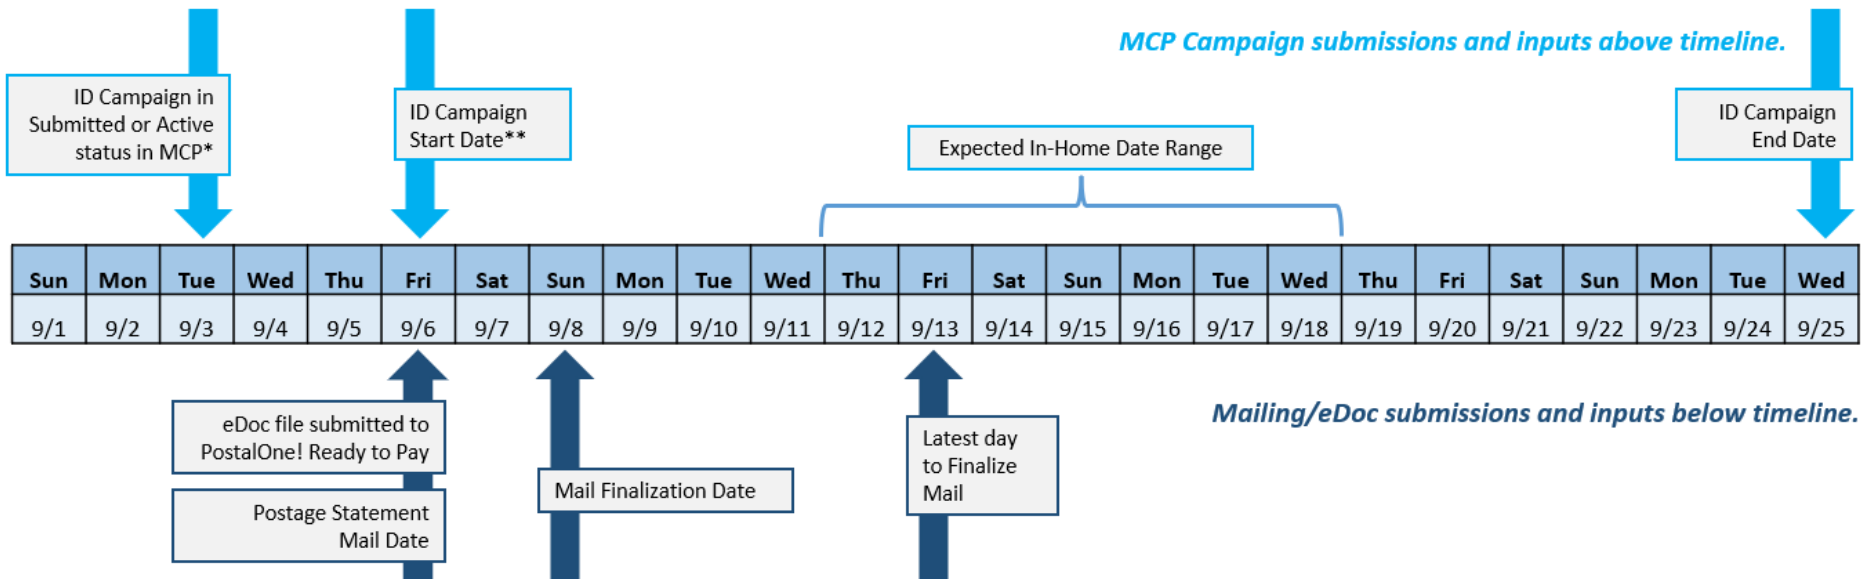 MCP Campaign submissions and inputs above timeline.
ID Campaign in
Submitted or Active
status in MCP*
ID Campaign
Start Date**
Expected In-Home Date Range
ID Campaign
End Date
Sun Mon Tue Wed Thu Fri Sat Sun Mon Tue Wed Thu Fri Sat Sun Mon Tue Wed Thu Fri Sat Sun Mon Tue Wed
9/1 9/2 9/3 9/4 9/5 9/6 9/7 9/8 9/9 9/10 9/11 9/12 9/13 9/14 9/15 9/16 9/17 9/18 9/19 9/20 9/21 9/22 9/23 9/24 9/25
eDoc file submitted to
PostalOne! Ready to Pay
Postage Statement
Mail Date
Mail Finalization Date
Latest day
to Finalize
Mail
Mailing/eDoc submissions and inputs below timeline.